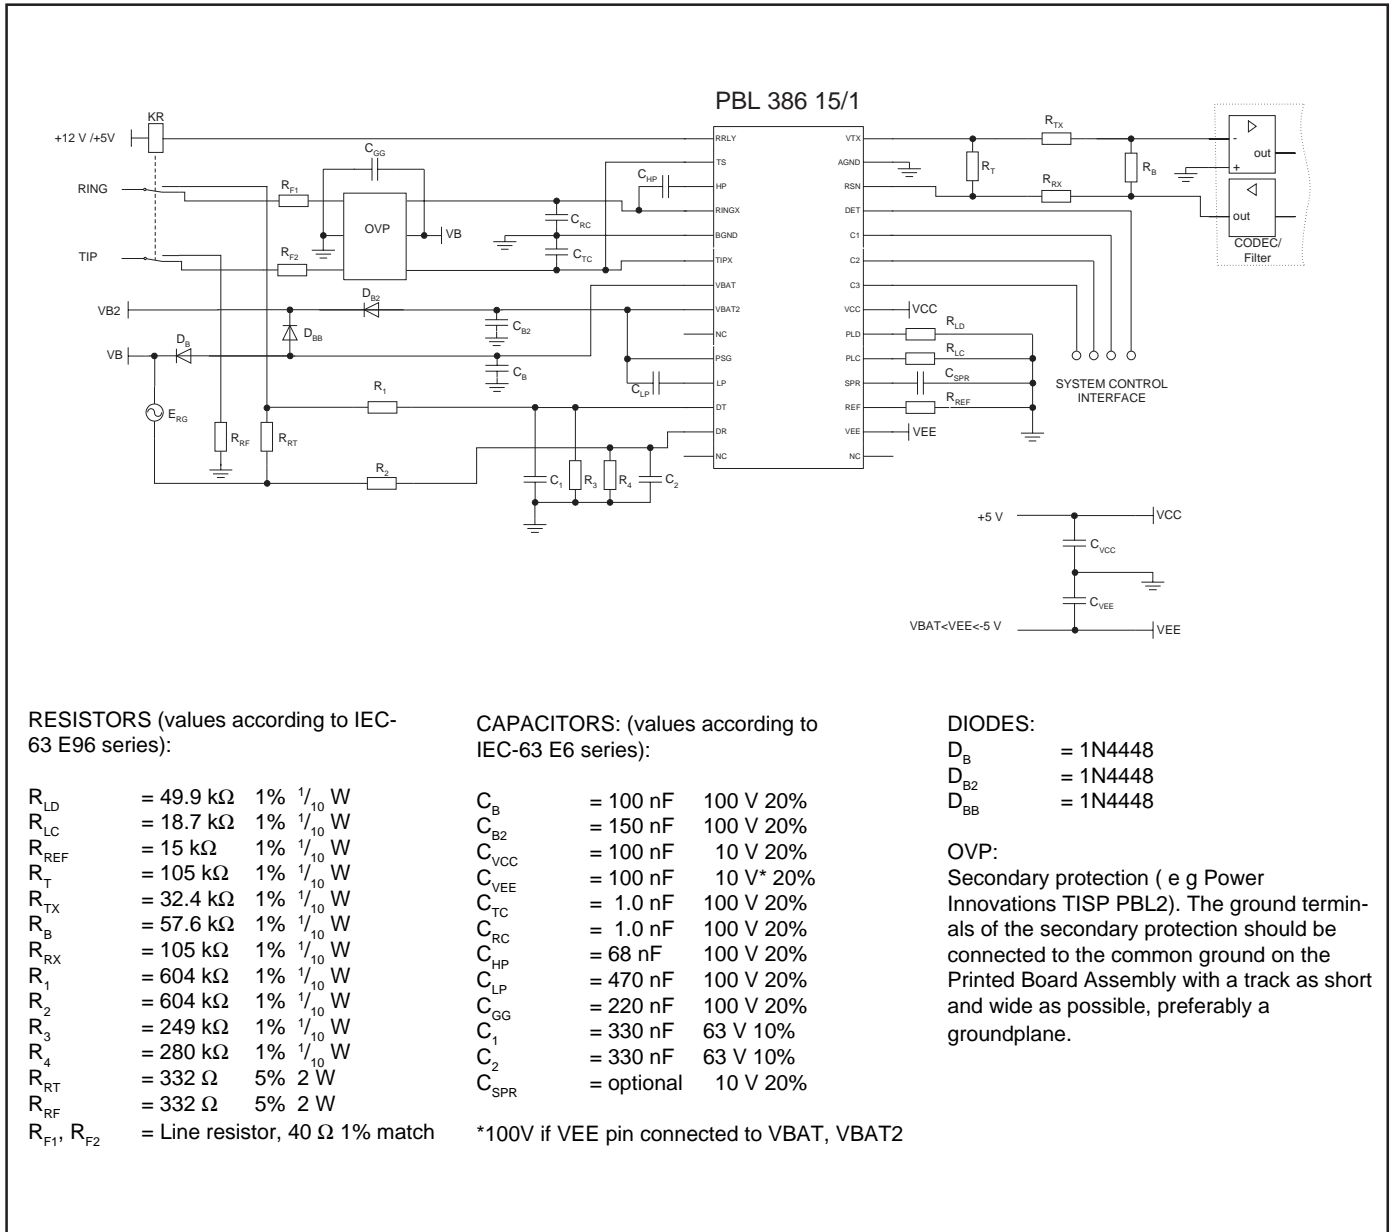 PBL 386 15/1
KR
+12 V /+5V
RING
TIP
VB2
VB
C_GG
R_F1
OVP
VB
R_F2
C_HP
C_RC
C_TC
D_B2
D_BB
D_B
C_B2
C_B
C_LP
E_RG
R_RF
R_RT
R_1
R_2
C_1
R_3
R_4
C_2
RRLY
TS
HP
RINGX
BGND
TIPX
VBAT
VBAT2
NC
PSG
LP
DT
DR
NC
VTX
AGND
RSN
DET
C1
C2
C3
VCC
PLD
PLC
SPR
REF
VEE
NC
R_TX
R_T
R_B
R_RX
-
+
out
out
CODEC/
Filter
VCC
R_LD
R_LC
C_SPR
R_REF
VEE
SYSTEM CONTROL
INTERFACE
+5 V
VCC
C_VCC
C_VEE
VBAT<VEE<-5 V
VEE
RESISTORS (values according to IEC-
63 E96 series):
R_LD = 49.9 kΩ 1% 1/10 W
R_LC = 18.7 kΩ 1% 1/10 W
R_REF = 15 kΩ 1% 1/10 W
R_T = 105 kΩ 1% 1/10 W
R_TX = 32.4 kΩ 1% 1/10 W
R_B = 57.6 kΩ 1% 1/10 W
R_RX = 105 kΩ 1% 1/10 W
R_1 = 604 kΩ 1% 1/10 W
R_2 = 604 kΩ 1% 1/10 W
R_3 = 249 kΩ 1% 1/10 W
R_4 = 280 kΩ 1% 1/10 W
R_RT = 332 Ω 5% 2 W
R_RF = 332 Ω 5% 2 W
R_F1, R_F2 = Line resistor, 40 Ω 1% match
CAPACITORS: (values according to
IEC-63 E6 series):
C_B = 100 nF 100 V 20%
C_B2 = 150 nF 100 V 20%
C_VCC = 100 nF 10 V 20%
C_VEE = 100 nF 10 V* 20%
C_TC = 1.0 nF 100 V 20%
C_RC = 1.0 nF 100 V 20%
C_HP = 68 nF 100 V 20%
C_LP = 470 nF 100 V 20%
C_GG = 220 nF 100 V 20%
C_1 = 330 nF 63 V 10%
C_2 = 330 nF 63 V 10%
C_SPR = optional 10 V 20%
*100V if VEE pin connected to VBAT, VBAT2
DIODES:
D_B = 1N4448
D_B2 = 1N4448
D_BB = 1N4448
OVP:
Secondary protection ( e g Power
Innovations TISP PBL2). The ground termin-
als of the secondary protection should be
connected to the common ground on the
Printed Board Assembly with a track as short
and wide as possible, preferably a
groundplane.